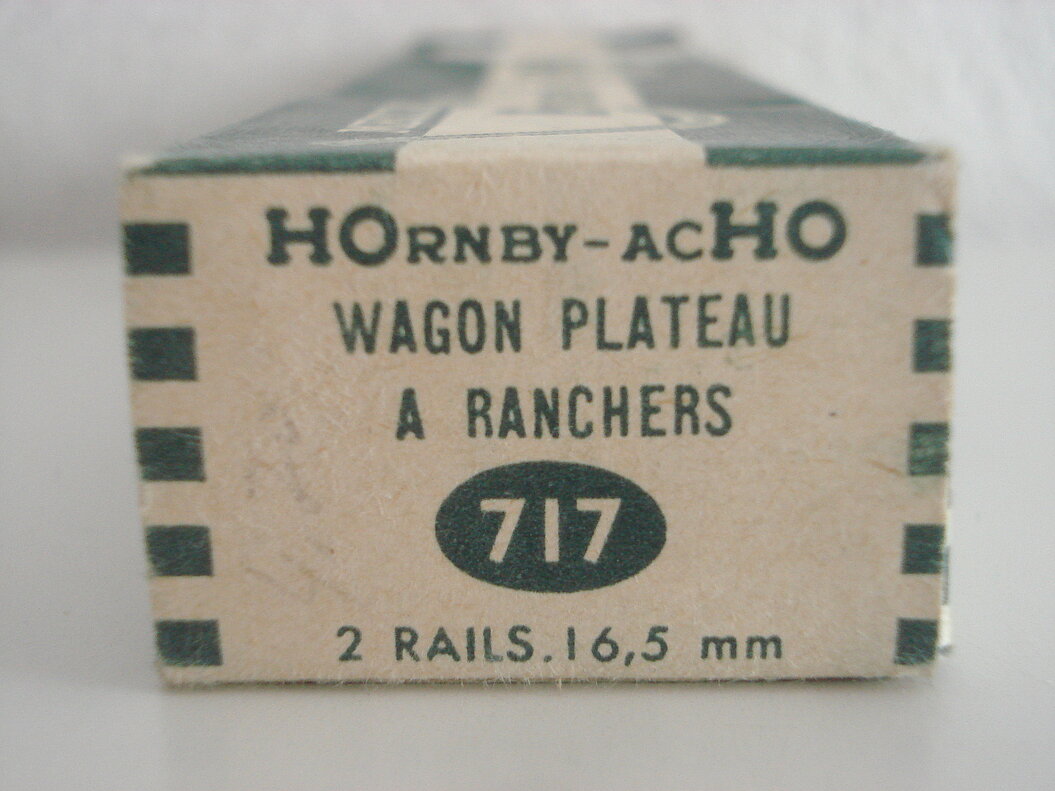 HORNBY-ACHO
WAGON PLATEAU
A RANCHERS
717
2 RAILS.16,5 mm